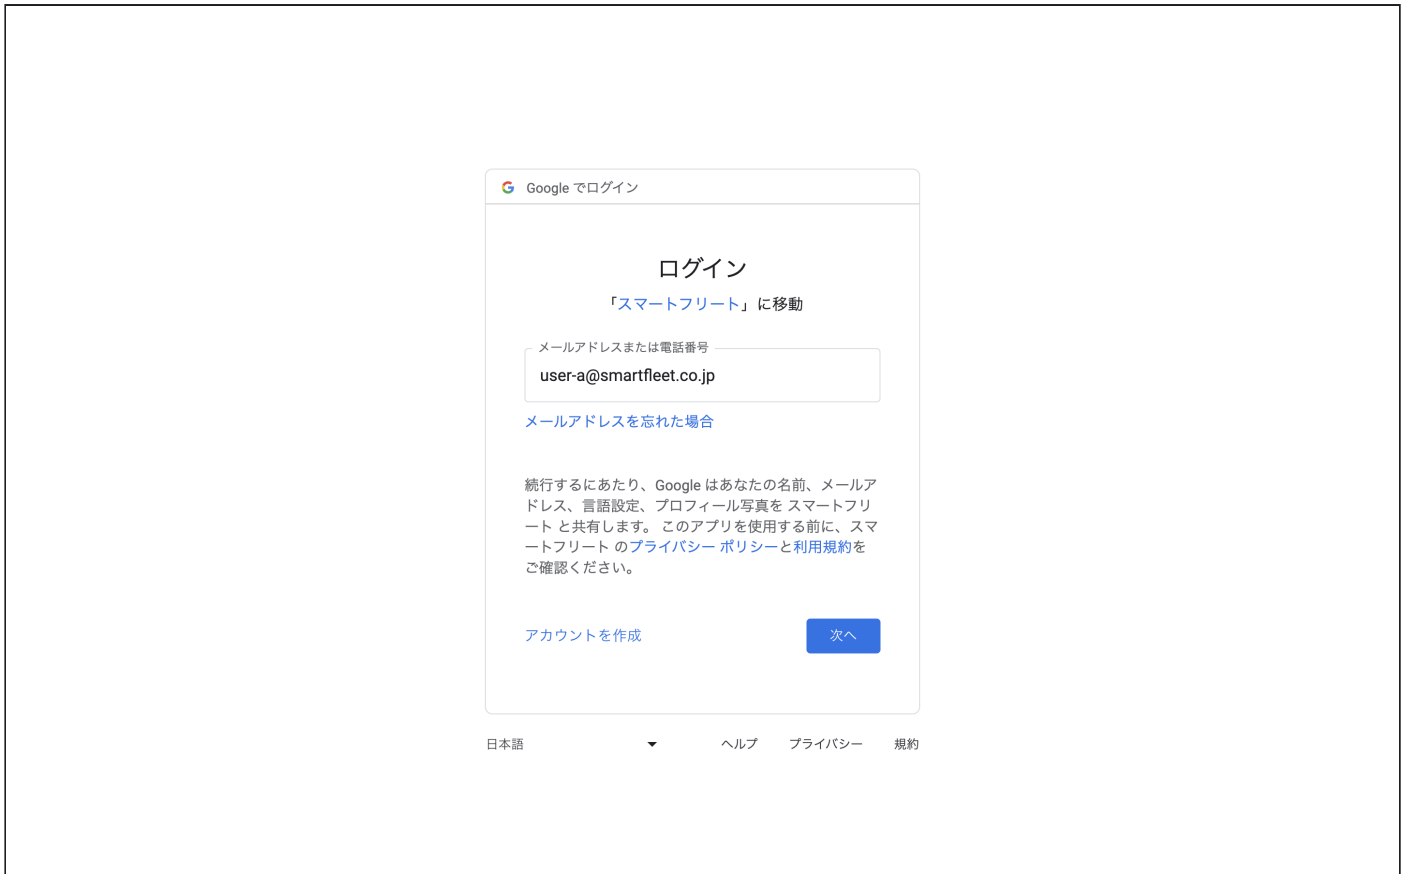 Google でログイン
ログイン
「スマートフリート」に移動
メールアドレスまたは電話番号
user-a@smartfleet.co.jp
メールアドレスを忘れた場合
続行するにあたり、Google はあなたの名前、メールア
ドレス、言語設定、プロフィール写真を スマートフリ
ート と共有します。 このアプリを使用する前に、スマ
ートフリート のプライバシー ポリシーと利用規約を
ご確認ください。
アカウントを作成 次へ
日本語 ヘルプ プライバシー 規約